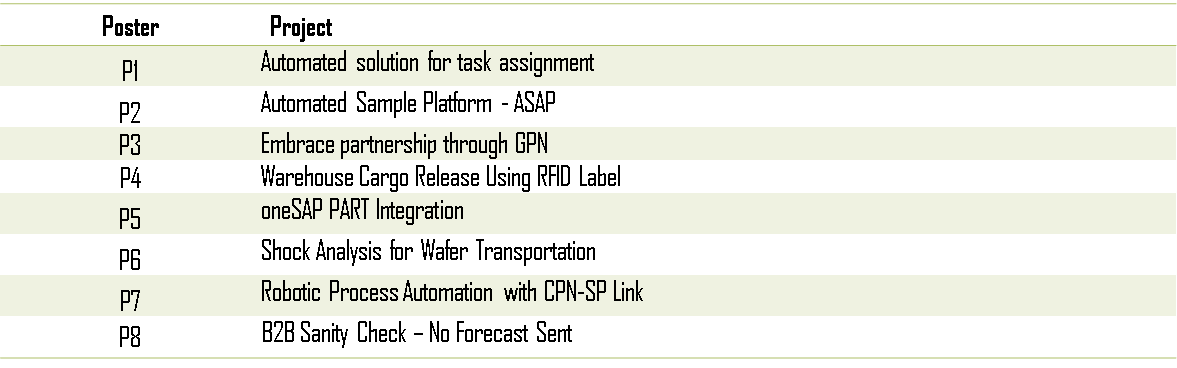 Poster Project
P1 Automated solution for task assignment
P2 Automated Sample Platform - ASAP
P3 Embrace partnership through GPN
P4 Warehouse Cargo Release Using RFID Label
P5 oneSAP PART Integration
P6 Shock Analysis for Wafer Transportation
P7 Robotic Process Automation with CPN-SP Link
P8 B2B Sanity Check – No Forecast Sent